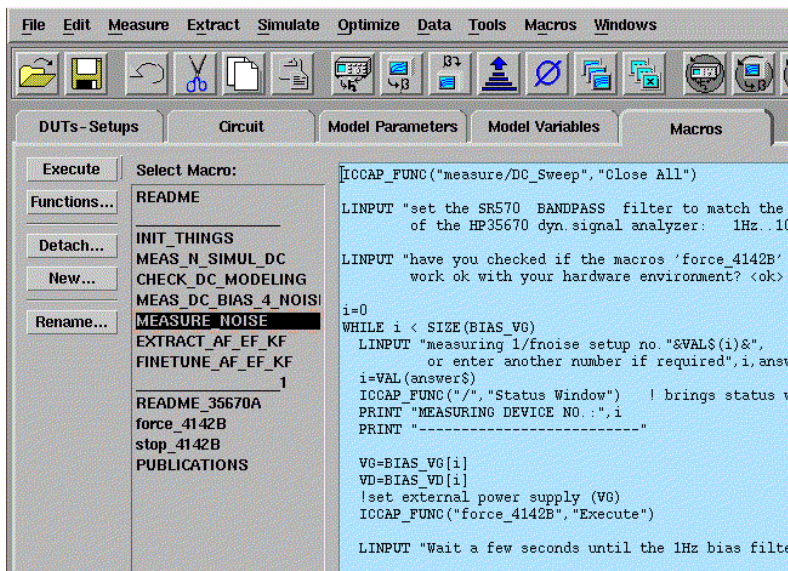 File Edit Measure Extract Simulate Optimize Data Tools Macros Windows
DUTs-Setups Circuit Model Parameters Model Variables Macros
Execute
Functions...
Detach...
New...
Rename...
Select Macro:
README
INIT_THINGS
MEAS_N_SIMUL_DC
CHECK_DC_MODELING
MEAS_DC_BIAS_4_NOIS
MEASURE_NOISE
EXTRACT_AF_EF_KF
FINETUNE_AF_EF_KF
________________1
README_35670A
force_4142B
stop_4142B
PUBLICATIONS
ICCAP_FUNC("measure/DC_Sweep","Close All")
LINPUT "set the SR570 BANDPASS filter to match the
of the HP35670 dyn.signal analyzer: 1Hz..10
LINPUT "have you checked if the macros 'force_4142B'
work ok with your hardware environment? <ok>
i=0
WHILE i < SIZE(BIAS_VG)
LINPUT "measuring 1/fnoise setup no."&VAL$(i)&",
or enter another number if required",i,answ
i=VAL(answer$)
ICCAP_FUNC("/","Status Window") ! brings status w
PRINT "MEASURING DEVICE NO.:",i
PRINT "--------------------------"
VG=BIAS_VG[i]
VD=BIAS_VD[i]
!set external power supply (VG)
ICCAP_FUNC("force_4142B","Execute")
LINPUT "Wait a few seconds until the 1Hz bias filte